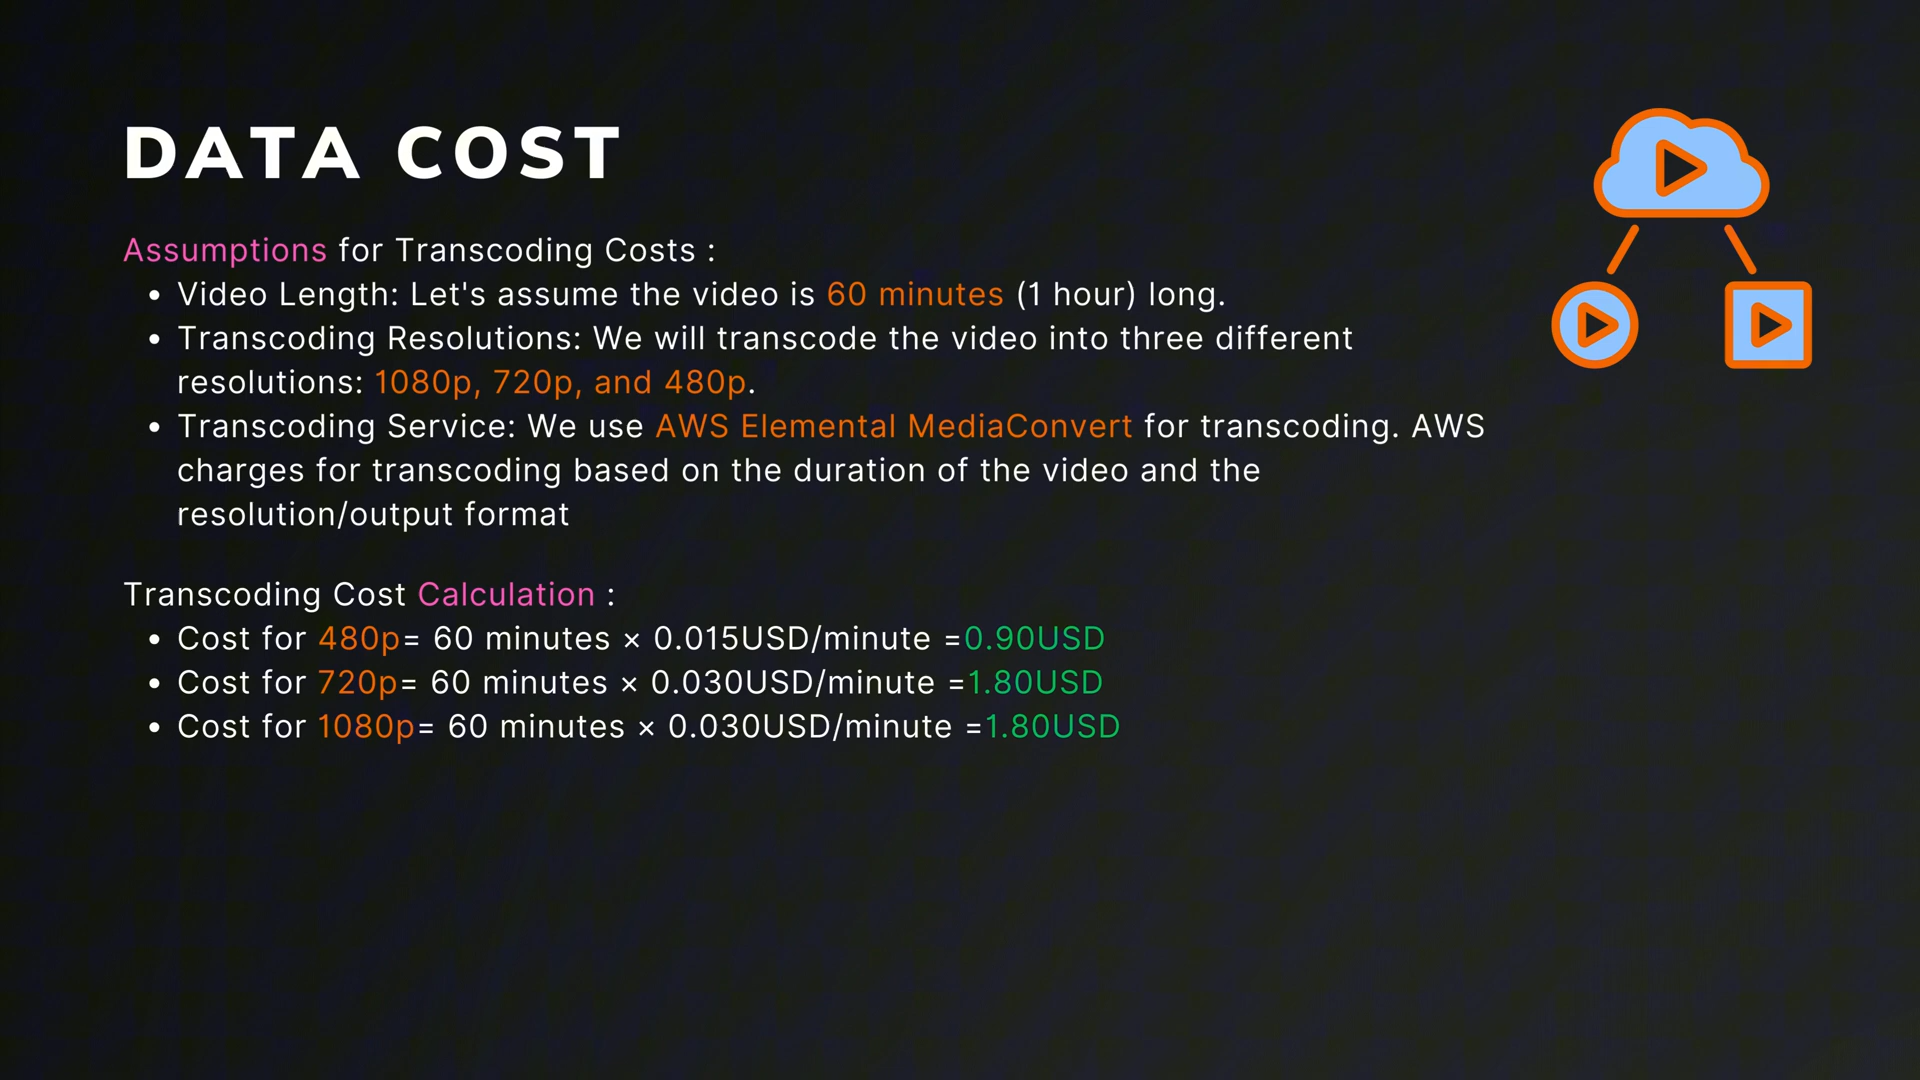 DATA COST
Assumptions for Transcoding Costs :
• Video Length: Let's assume the video is 60 minutes (1 hour) long.
• Transcoding Resolutions: We will transcode the video into three different
resolutions: 1080p, 720p, and 480p.
• Transcoding Service: We use AWS Elemental MediaConvert for transcoding. AWS
charges for transcoding based on the duration of the video and the
resolution/output format
Transcoding Cost Calculation :
• Cost for 480p= 60 minutes × 0.015USD/minute =0.90USD
• Cost for 720p= 60 minutes × 0.030USD/minute =1.80USD
• Cost for 1080p= 60 minutes × 0.030USD/minute =1.80USD